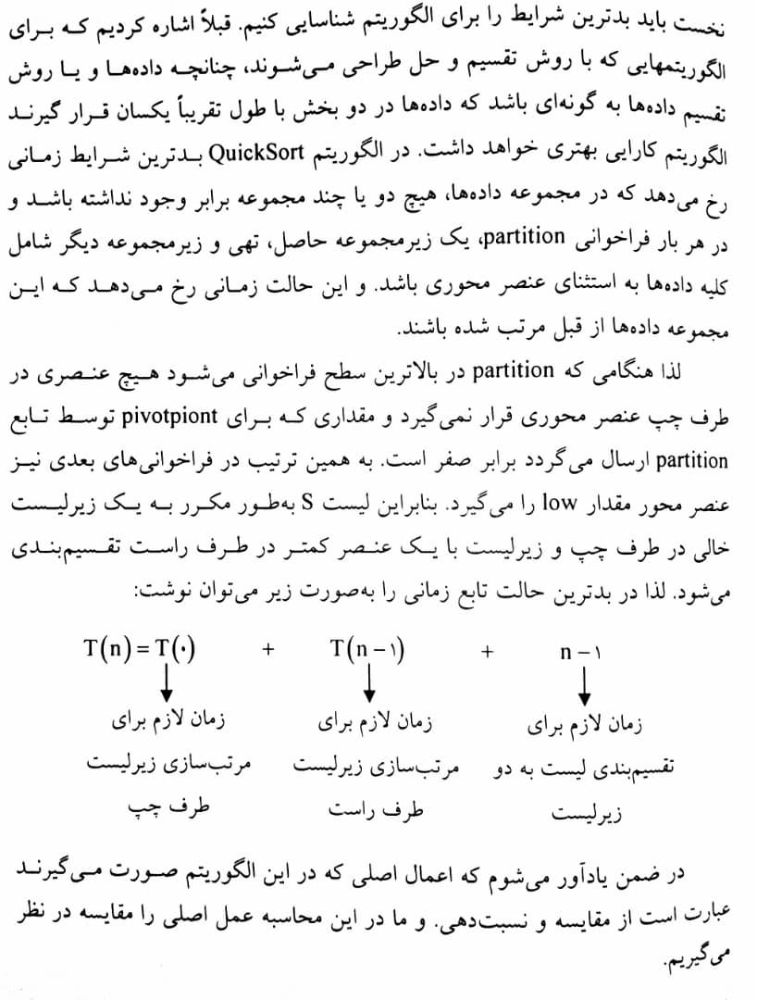 نخست باید بدترین شرایط را برای الگوریتم شناسایی کنیم. قبلاً اشاره کردیم که برای
الگوریتمهایی که با روش تقسیم و حل طراحی می‌شوند، چنانچه داده‌ها و یا روش
تقسیم داده‌ها به گونه‌ای باشد که داده‌ها در دو بخش با طول تقریباً یکسان قرار گیرند
الگوریتم کارایی بهتری خواهد داشت. در الگوریتم QuickSort بدترین شرایط زمانی
رخ می‌دهد که در مجموعه داده‌ها، هیچ دو یا چند مجموعه برابر وجود نداشته باشد و
در هر بار فراخوانی partition، یک زیرمجموعه حاصل، تهی و زیرمجموعه دیگر شامل
کلیه داده‌ها به استثنای عنصر محوری باشد. و این حالت زمانی رخ می‌دهد که این
مجموعه داده‌ها از قبل مرتب شده باشند.
لذا هنگامی که partition در بالاترین سطح فراخوانی می‌شود هیچ عنصری در
طرف چپ عنصر محوری قرار نمی‌گیرد و مقداری که برای pivotpiont توسط تابع
partition ارسال می‌گردد برابر صفر است. به همین ترتیب در فراخوانی‌های بعدی نیز
عنصر محور مقدار low را می‌گیرد. بنابراین لیست S به‌طور مکرر به یک زیرلیست
خالی در طرف چپ و زیرلیست با یک عنصر کمتر در طرف راست تقسیم‌بندی
می‌شود. لذا در بدترین حالت تابع زمانی را به‌صورت زیر می‌توان نوشت:
T(n) = T(۰) + T(n − ۱) + n − ۱
زمان لازم برای
مرتب‌سازی زیرلیست
طرف چپ
زمان لازم برای
مرتب‌سازی زیرلیست
طرف راست
زمان لازم برای
تقسیم‌بندی لیست به دو
زیرلیست
در ضمن یادآور می‌شوم که اعمال اصلی که در این الگوریتم صورت می‌گیرند
عبارت است از مقایسه و نسبت‌دهی. و ما در این محاسبه عمل اصلی را مقایسه در نظر
می‌گیریم.